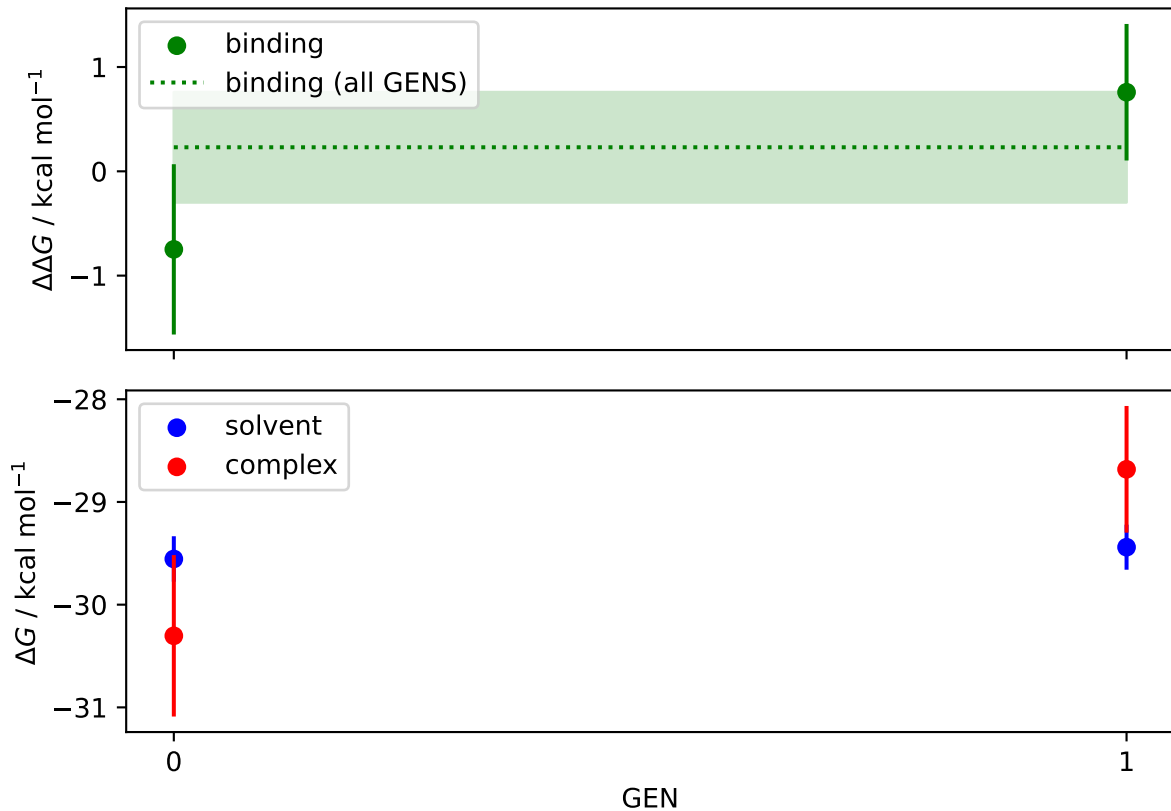 binding
binding (all GENS)
1
0
−1
ΔΔG / kcal mol⁻¹
solvent
complex
−28
−29
−30
−31
ΔG / kcal mol⁻¹
0
1
GEN